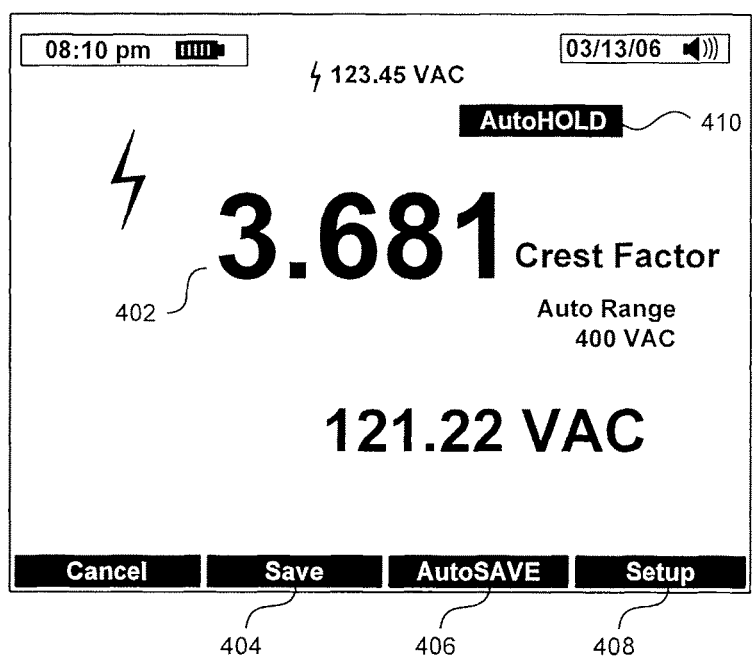 08:10 pm
03/13/06
123.45 VAC
AutoHOLD
410
3.681 Crest Factor
402
Auto Range
400 VAC
121.22 VAC
Cancel Save AutoSAVE Setup
404 406 408